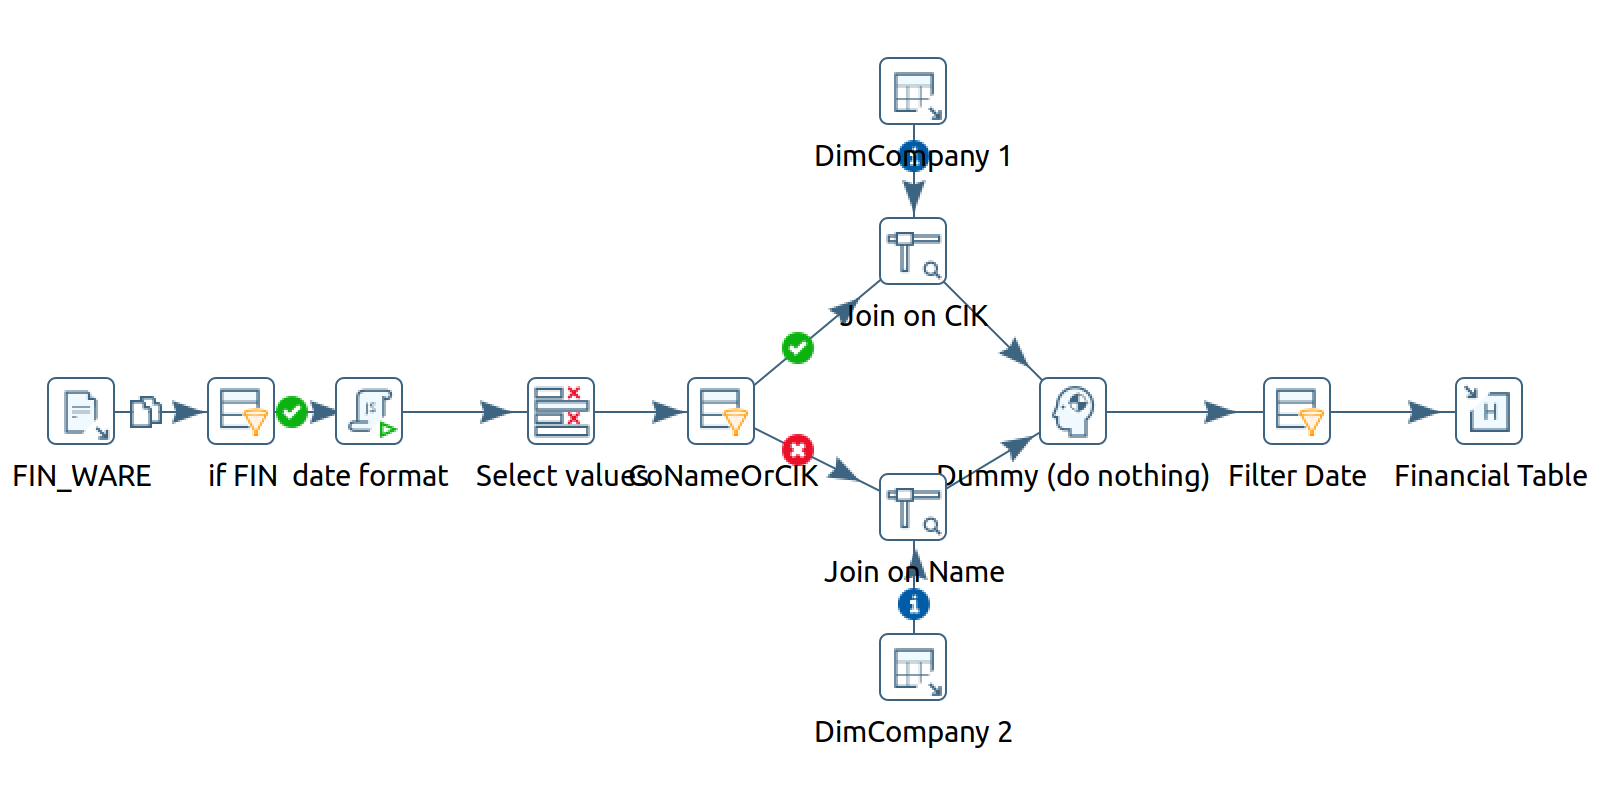 DimCompany 1
Join on CIK
FIN_WARE
if FIN
date format
Select values
CoNameOrCIK
Dummy (do nothing)
Filter Date
Financial Table
Join on Name
DimCompany 2
JS
H